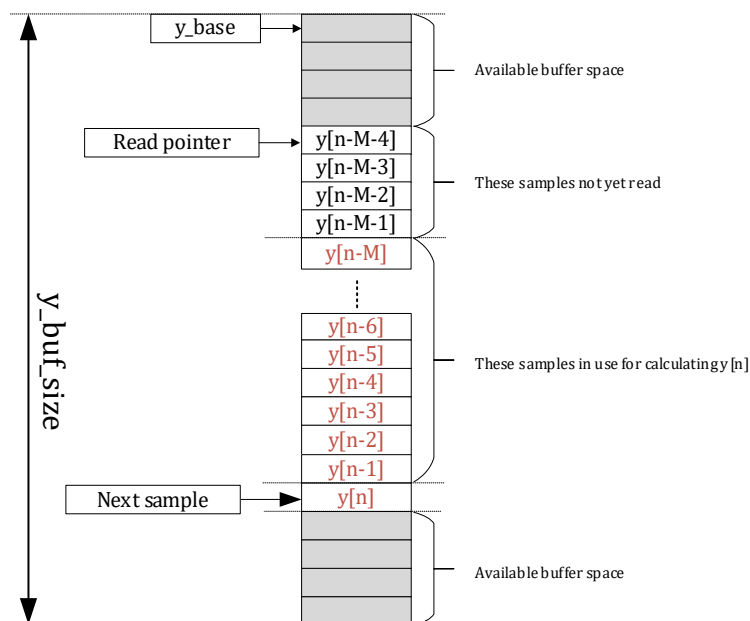 y_base
Available buffer space
Read pointer
y[n-M-4]
y[n-M-3]
y[n-M-2]
y[n-M-1]
These samples not yet read
y[n-M]
y_buf_size
y[n-6]
y[n-5]
y[n-4]
y[n-3]
y[n-2]
y[n-1]
These samples in use for calculating y[n]
Next sample
y[n]
Available buffer space